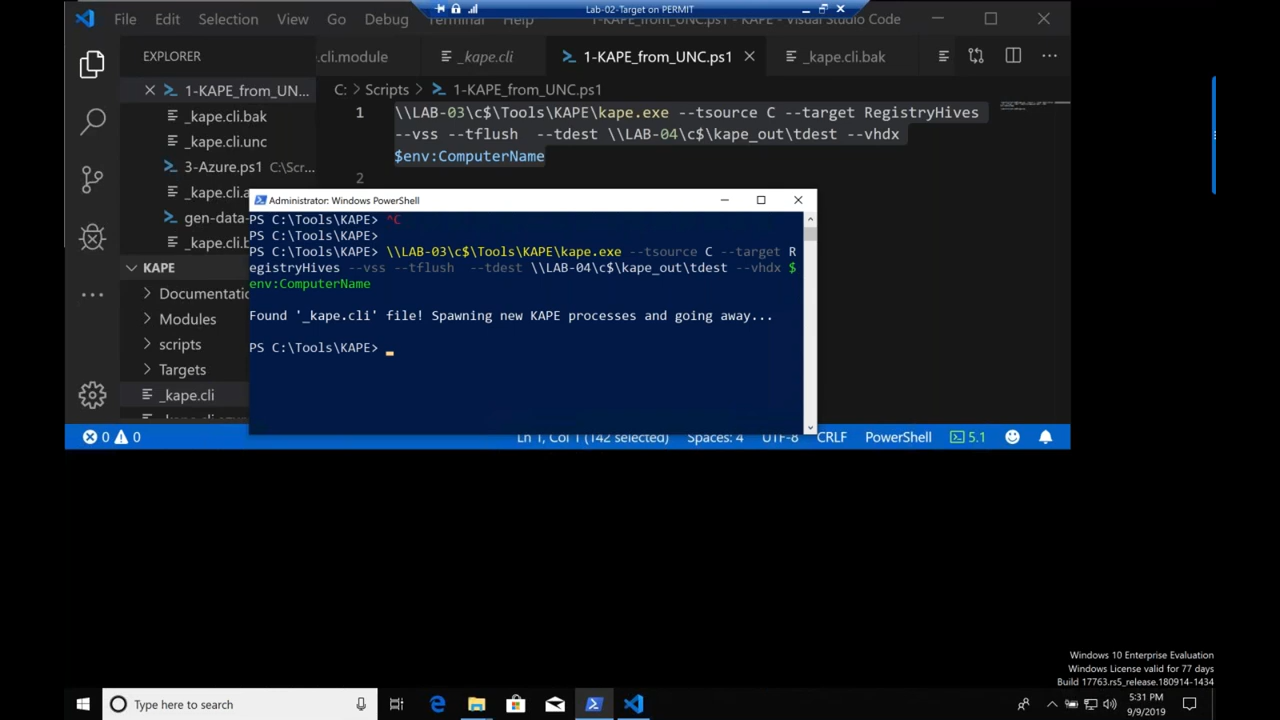 Lab-02-Target on PERMIT
File Edit Selection View Go Debug Terminal Help 1-KAPE_from_UNC.ps1 - KAPE - Visual Studio Code
EXPLORER
.cli.module _kape.cli 1-KAPE_from_UNC.ps1 _kape.cli.bak
1-KAPE_from_UN...
_kape.cli.bak
_kape.cli.unc
3-Azure.ps1 C:\Scr...
_kape.cli.a
gen-data-
_kape.cli.b
KAPE
Documentatic
Modules
scripts
Targets
_kape.cli
C: > Scripts > 1-KAPE_from_UNC.ps1
1 \\LAB-03\c$\Tools\KAPE\kape.exe --tsource C --target RegistryHives
--vss --tflush  --tdest \\LAB-04\c$\kape_out\tdest --vhdx
$env:ComputerName
2
Administrator: Windows PowerShell
PS C:\Tools\KAPE> ^C
PS C:\Tools\KAPE>
PS C:\Tools\KAPE> \\LAB-03\c$\Tools\KAPE\kape.exe --tsource C --target R
egistryHives --vss --tflush  --tdest \\LAB-04\c$\kape_out\tdest --vhdx $
env:ComputerName
Found '_kape.cli' file! Spawning new KAPE processes and going away...
PS C:\Tools\KAPE> _
0 0 Ln 1, Col 1 (142 selected) Spaces: 4 UTF-8 CRLF PowerShell 5.1
Windows 10 Enterprise Evaluation
Windows License valid for 77 days
Build 17763.rs5_release.180914-1434
Type here to search
5:31 PM
9/9/2019